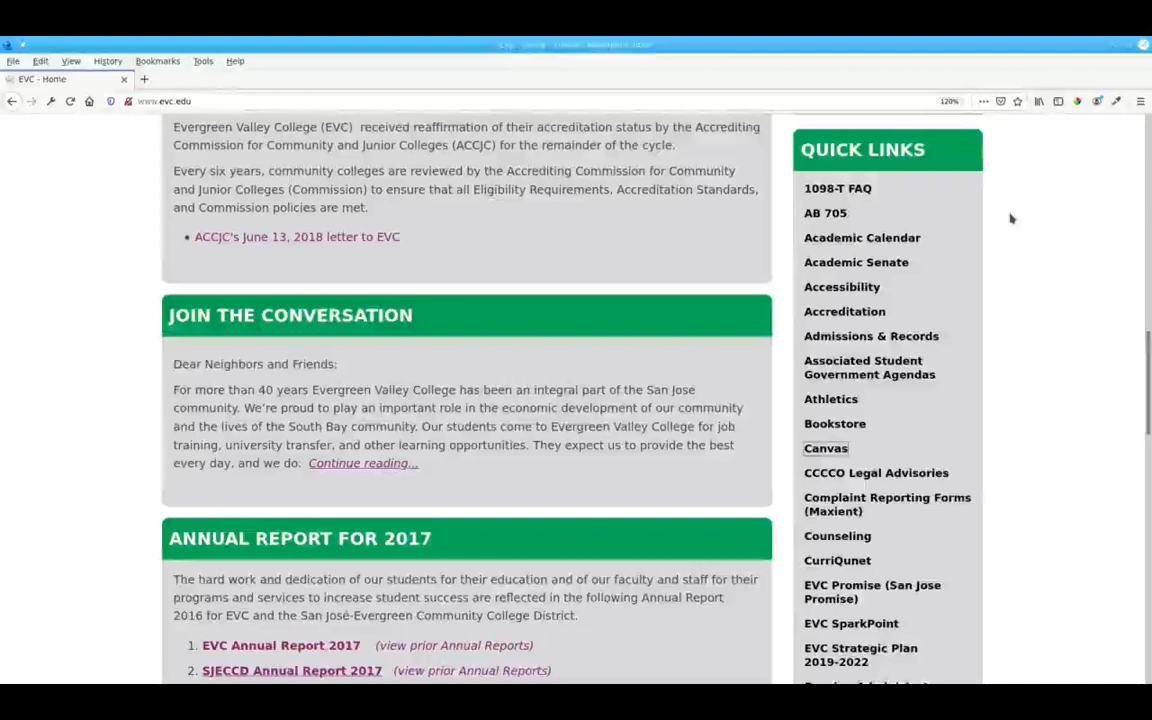 File Edit View History Bookmarks Tools Help
EVC - Home
www.evc.edu
120%
Evergreen Valley College (EVC) received reaffirmation of their accreditation status by the Accrediting
Commission for Community and Junior Colleges (ACCJC) for the remainder of the cycle.
Every six years, community colleges are reviewed by the Accrediting Commission for Community
and Junior Colleges (Commission) to ensure that all Eligibility Requirements, Accreditation Standards,
and Commission policies are met.
• ACCJC's June 13, 2018 letter to EVC
JOIN THE CONVERSATION
Dear Neighbors and Friends:
For more than 40 years Evergreen Valley College has been an integral part of the San Jose
community. We're proud to play an important role in the economic development of our community
and the lives of the South Bay community. Our students come to Evergreen Valley College for job
training, university transfer, and other learning opportunities. They expect us to provide the best
every day, and we do. Continue reading...
ANNUAL REPORT FOR 2017
The hard work and dedication of our students for their education and of our faculty and staff for their
programs and services to increase student success are reflected in the following Annual Report
2016 for EVC and the San José-Evergreen Community College District.
1. EVC Annual Report 2017 (view prior Annual Reports)
2. SJECCD Annual Report 2017 (view prior Annual Reports)
QUICK LINKS
1098-T FAQ
AB 705
Academic Calendar
Academic Senate
Accessibility
Accreditation
Admissions & Records
Associated Student
Government Agendas
Athletics
Bookstore
Canvas
CCCCO Legal Advisories
Complaint Reporting Forms
(Maxient)
Counseling
CurriQunet
EVC Promise (San Jose
Promise)
EVC SparkPoint
EVC Strategic Plan
2019-2022